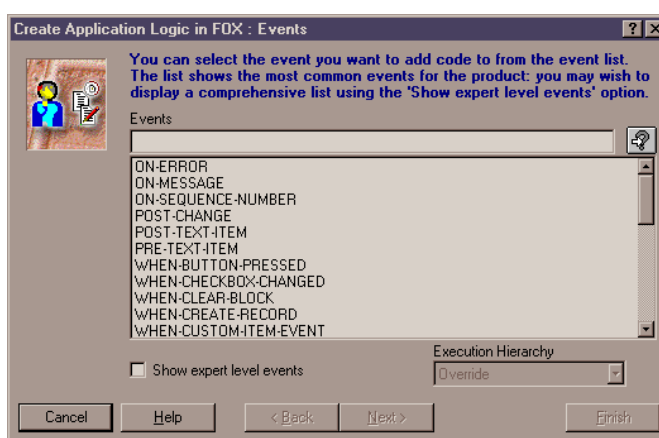 Create Application Logic in FOX : Events
You can select the event you want to add code to from the event list.
The list shows the most common events for the product: you may wish to
display a comprehensive list using the 'Show expert level events' option.
Events
ON-ERROR
ON-MESSAGE
ON-SEQUENCE-NUMBER
POST-CHANGE
POST-TEXT-ITEM
PRE-TEXT-ITEM
WHEN-BUTTON-PRESSED
WHEN-CHECKBOX-CHANGED
WHEN-CLEAR-BLOCK
WHEN-CREATE-RECORD
WHEN-CUSTOM-ITEM-EVENT
Execution Hierarchy
Show expert level events
Override
Cancel Help < Back Next > Finish